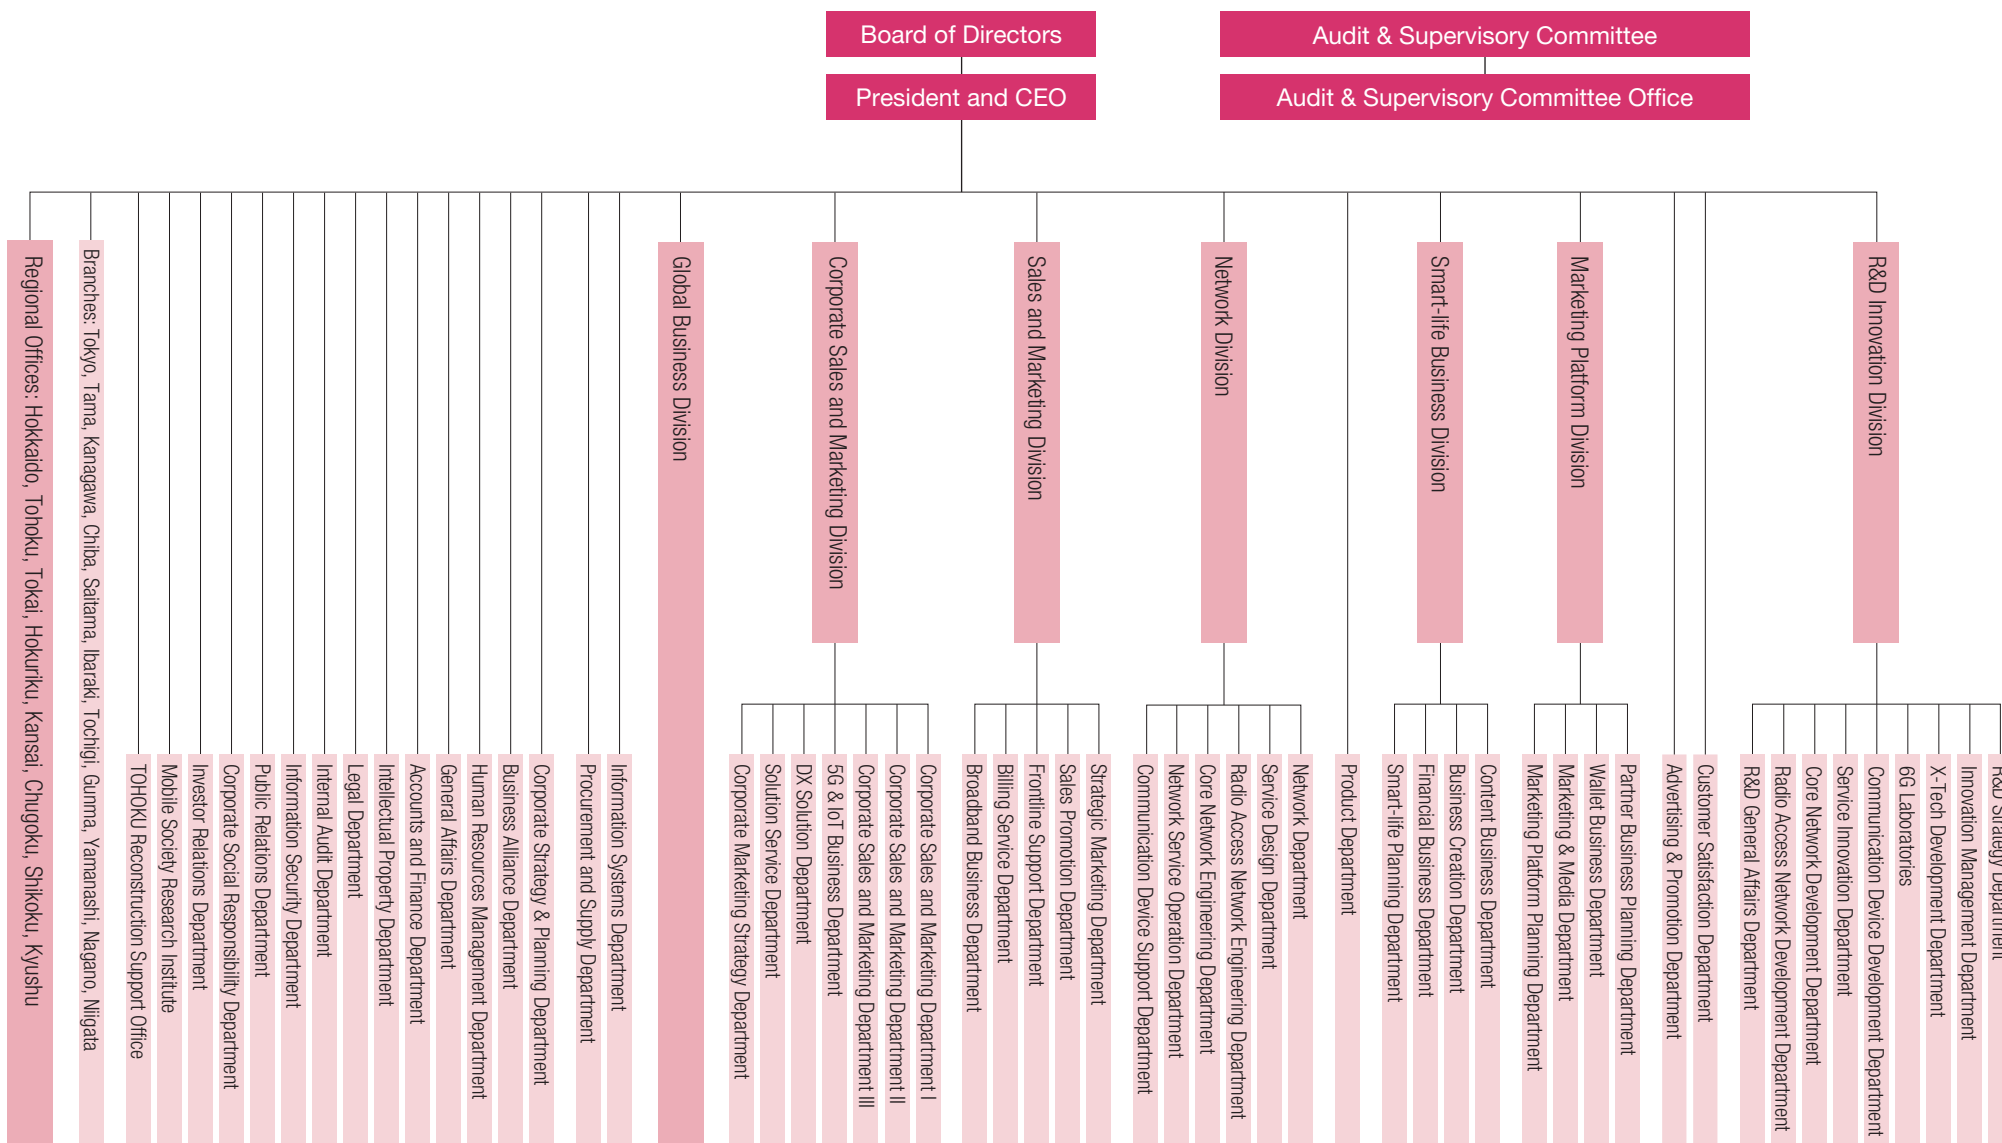 Board of Directors
Audit & Supervisory Committee
President and CEO
Audit & Supervisory Committee Office
Regional Offices: Hokkaido, Tohoku, Tokai, Hokuriku, Kansai, Chugoku, Shikoku, Kyushu
Branches: Tokyo, Tama, Kanagawa, Chiba, Saitama, Ibaraki, Tochigi, Gunma, Yamanashi, Nagano, Niigata
Global Business Division
Corporate Sales and Marketing Division
Sales and Marketing Division
Network Division
Smart-life Business Division
Marketing Platform Division
R&D Innovation Division
TOHOKU Reconstruction Support Office
Mobile Society Research Institute
Investor Relations Department
Corporate Social Responsibility Department
Public Relations Department
Information Security Department
Internal Audit Department
Legal Department
Intellectual Property Department
Accounts and Finance Department
General Affairs Department
Human Resources Management Department
Business Alliance Department
Corporate Strategy & Planning Department
Procurement and Supply Department
Information Systems Department
Corporate Marketing Strategy Department
Solution Service Department
DX Solution Department
5G & IoT Business Department
Corporate Sales and Marketing Department III
Corporate Sales and Marketing Department II
Corporate Sales and Marketing Department I
Broadband Business Department
Billing Service Department
Frontline Support Department
Sales Promotion Department
Strategic Marketing Department
Communication Device Support Department
Network Service Operation Department
Core Network Engineering Department
Radio Access Network Engineering Department
Service Design Department
Network Department
Product Department
Smart-life Planning Department
Financial Business Department
Business Creation Department
Content Business Department
Marketing Platform Planning Department
Marketing & Media Department
Wallet Business Department
Partner Business Planning Department
Advertising & Promotion Department
Customer Satisfaction Department
R&D General Affairs Department
Radio Access Network Development Department
Core Network Development Department
Service Innovation Department
Communication Device Development Department
6G Laboratories
X-Tech Development Department
Innovation Management Department
R&D Strategy Department